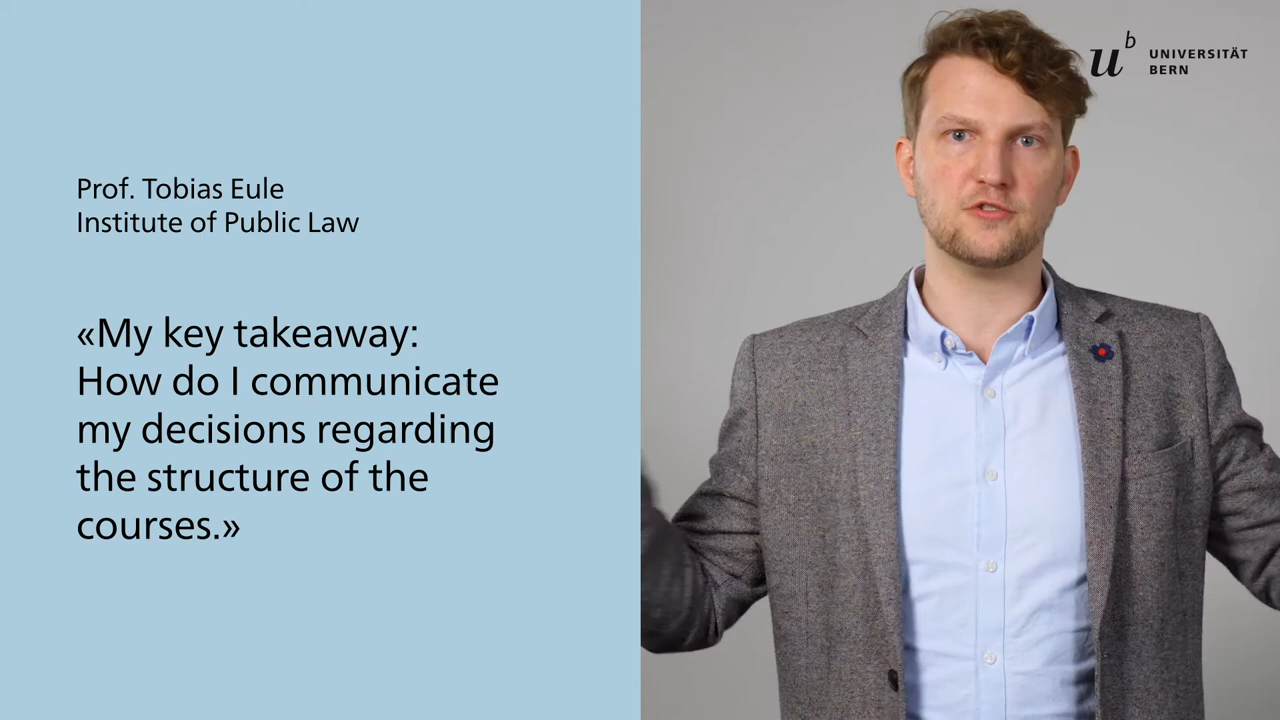 Prof. Tobias Eule
Institute of Public Law
«My key takeaway:
How do I communicate
my decisions regarding
the structure of the
courses.»
u^b UNIVERSITÄT
BERN